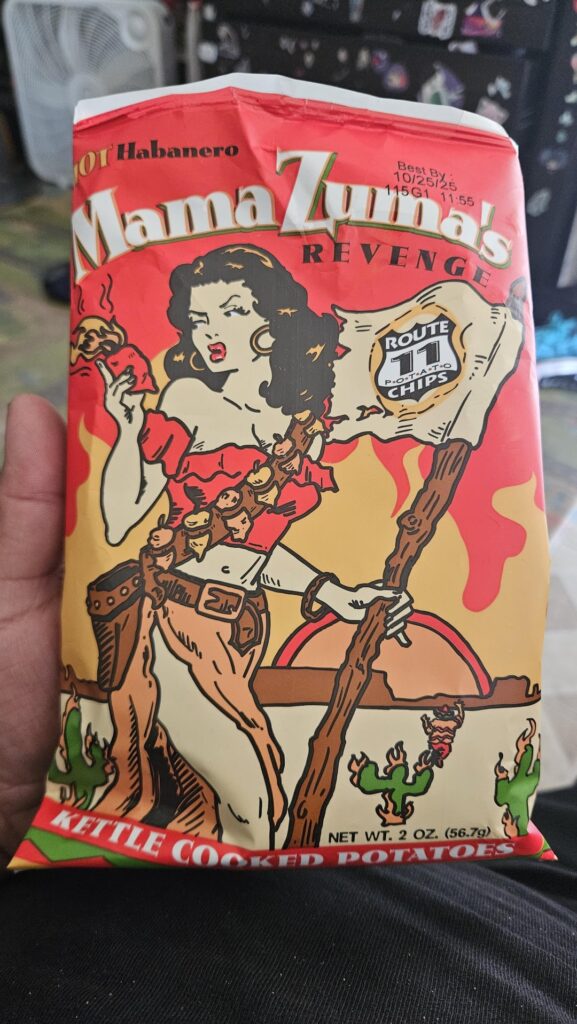 HOT Habanero
Best By:
10/25/25
115G1 11:55
Mama Zuma's
REVENGE
ROUTE
11
P•O•T•A•T•O
CHIPS
NET WT. 2 OZ. (56.7g)
KETTLE COOKED POTATOES